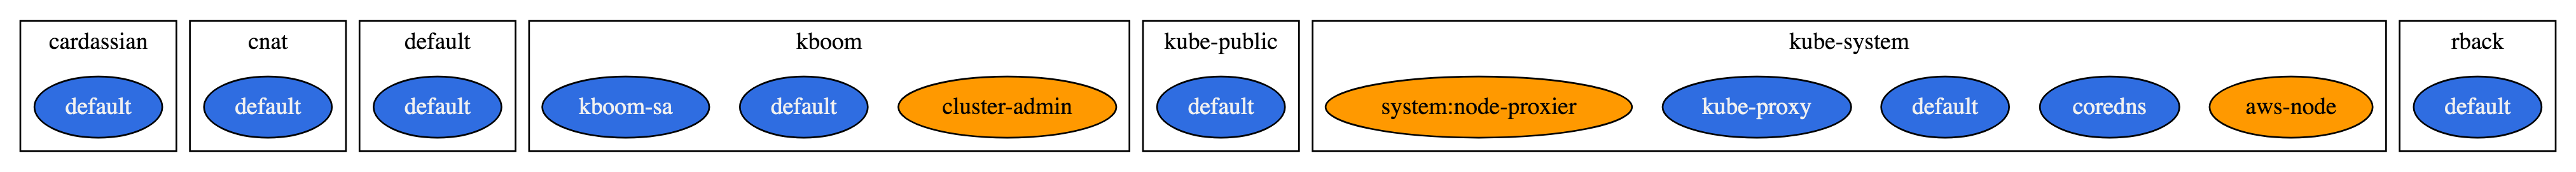 cardassian
default
cnat
default
default
default
kboom
kboom-sa
default
cluster-admin
kube-public
default
kube-system
system:node-proxier
kube-proxy
default
coredns
aws-node
rback
default